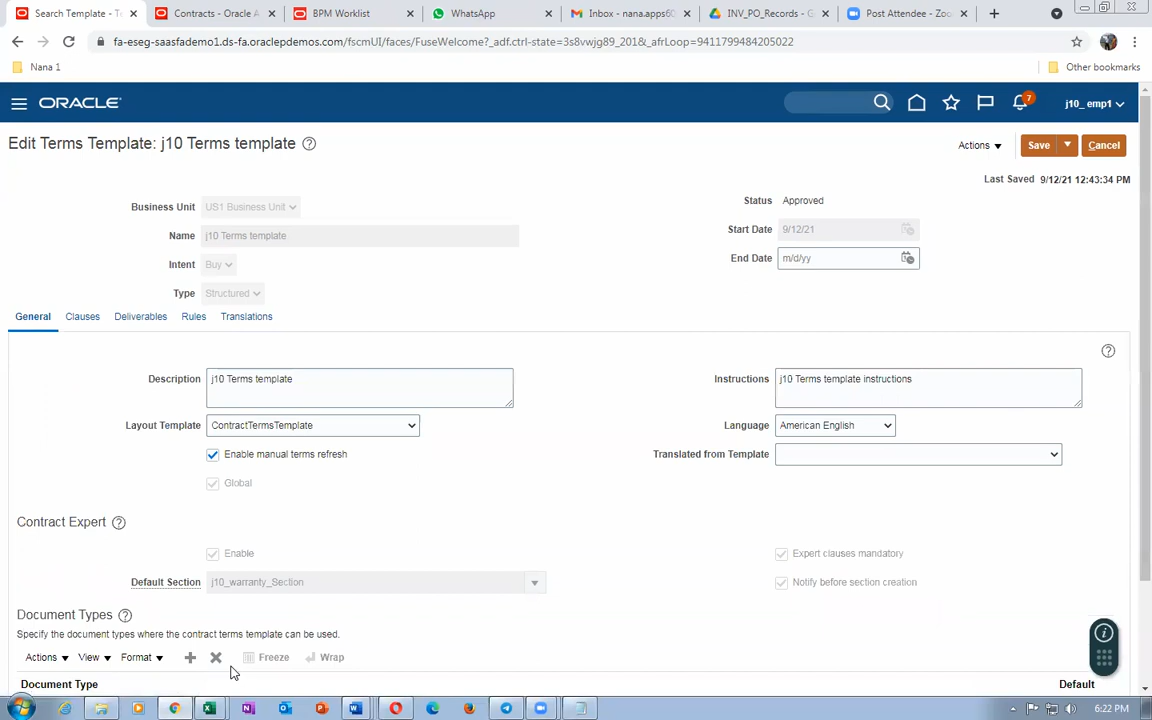 Search Template - T
Contracts - Oracle A
BPM Worklist
WhatsApp
Inbox - nana.apps60
INV_PO_Records - G
Post Attendee - Zoo
fa-eseg-saasfademo1.ds-fa.oraclepdemos.com/fscmUI/faces/FuseWelcome?_adf.ctrl-state=3s8vwjg89_201&_afrLoop=9411799484205022
Nana 1
Other bookmarks
ORACLE
7
j10_ emp1
Edit Terms Template: j10 Terms template
Actions
Save
Cancel
Last Saved 9/12/21 12:43:34 PM
Business Unit US1 Business Unit
Status Approved
Name j10 Terms template
Start Date 9/12/21
Intent Buy
End Date m/d/yy
Type Structured
General Clauses Deliverables Rules Translations
Description j10 Terms template
Instructions j10 Terms template instructions
Layout Template ContractTermsTemplate
Language American English
Enable manual terms refresh
Translated from Template
Global
Contract Expert
Enable
Expert clauses mandatory
Default Section j10_warranty_Section
Notify before section creation
Document Types
Specify the document types where the contract terms template can be used.
Actions View Format Freeze Wrap
Document Type
Default
6:22 PM